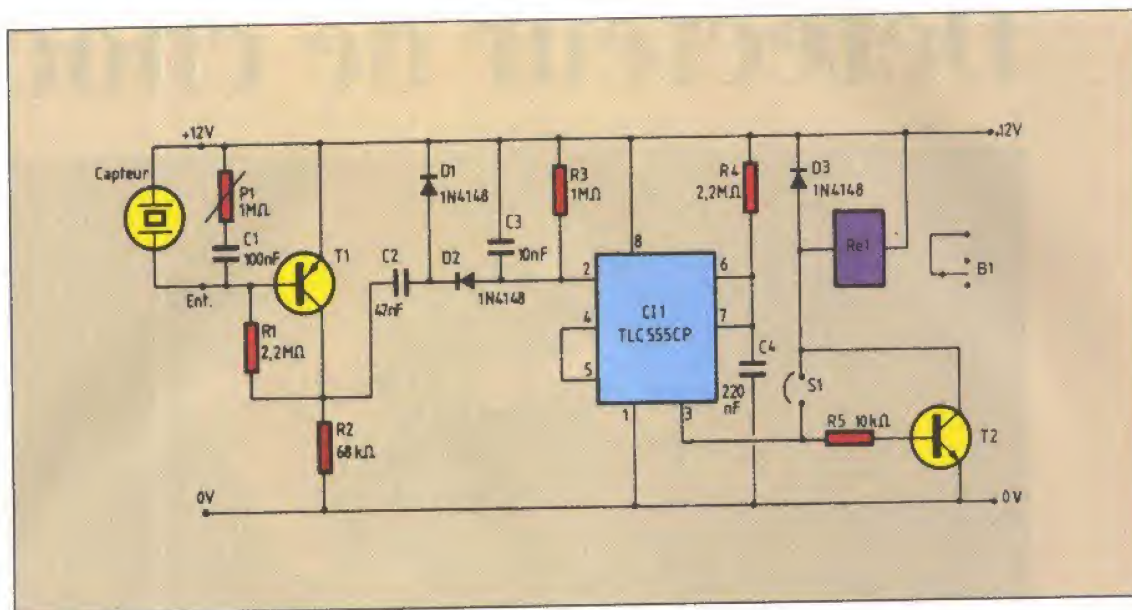 +12V
+12V
Capteur
P1
1MΩ
C1
100nF
Ent.
T1
R1
2,2MΩ
R2
68kΩ
C2
47nF
D1
1N4148
D2
1N4148
C3
10nF
R3
1MΩ
8
2
4
5
1
3
6
7
CI1
TLC555CP
R4
2,2MΩ
C4
220
nF
D3
1N4148
Re1
B1
S1
R5 10kΩ
T2
0V
0V